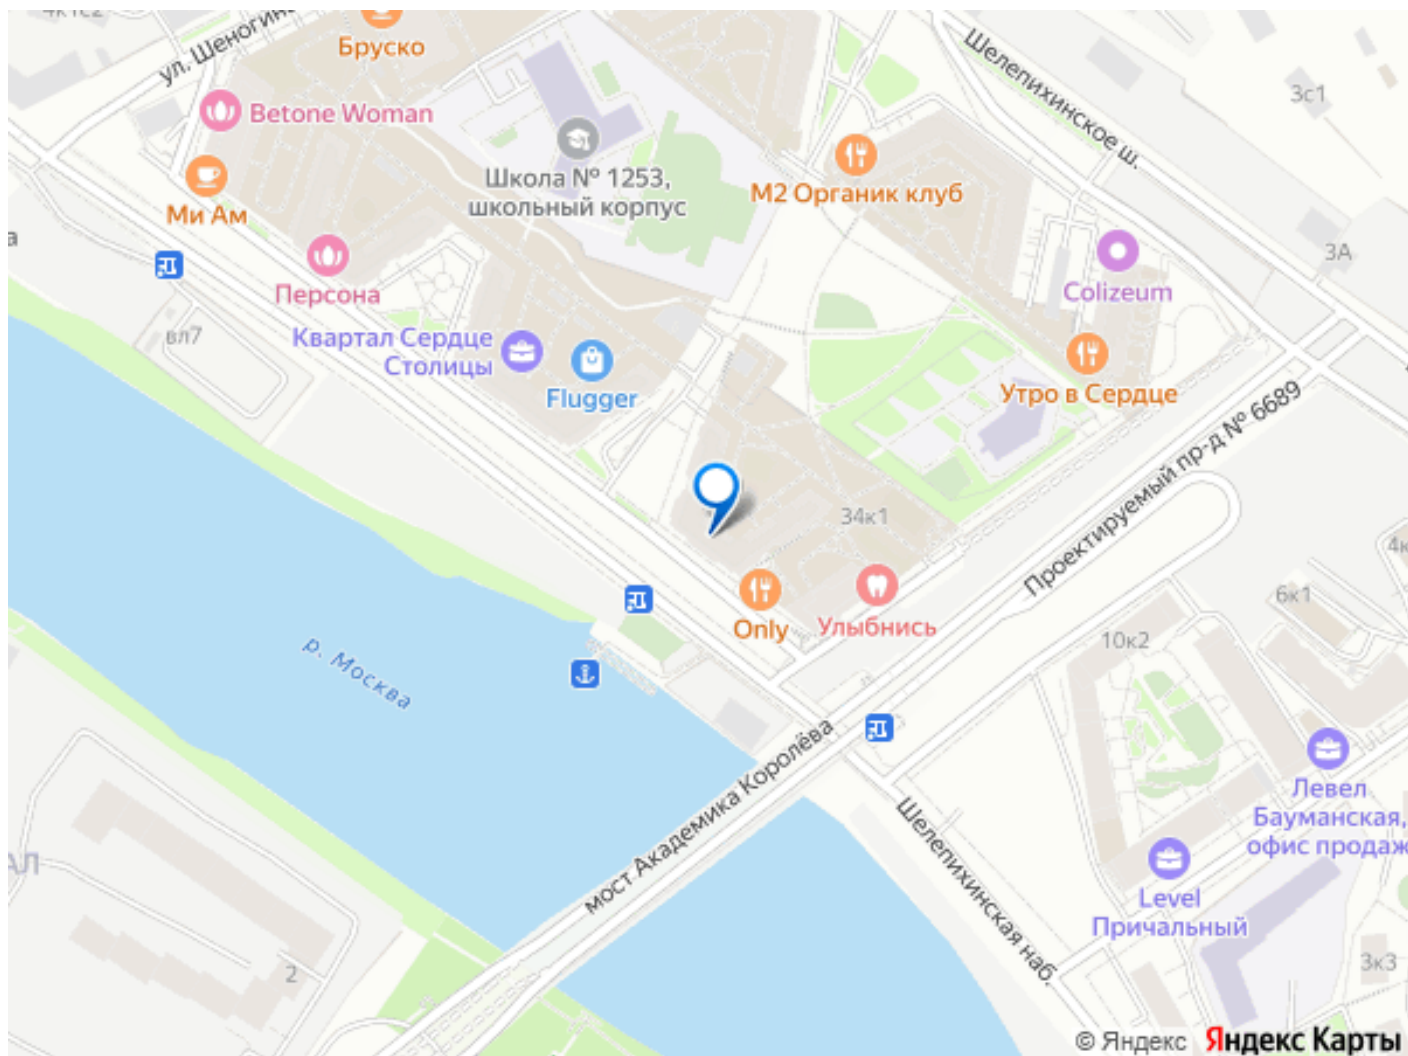 4к1с2
ул. Шеногина
Бруско
Betone Woman
Ми Ам
Персона
Школа № 1253,
школьный корпус
М2 Органик клуб
Шелепихинское ш.
3с1
3А
Colizeum
Утро в Сердце
вл7
Квартал Сердце
Столицы
Flugger
34к1
Проектируемый пр-д № 6689
Only
Улыбнись
р. Москва
10к2
6к1
4к
мост Академика Королёва
Шелепихинская наб.
Левел
Бауманская,
офис продаж
Level
Причальный
АЛ
2
3к3
© Яндекс Яндекс Карты